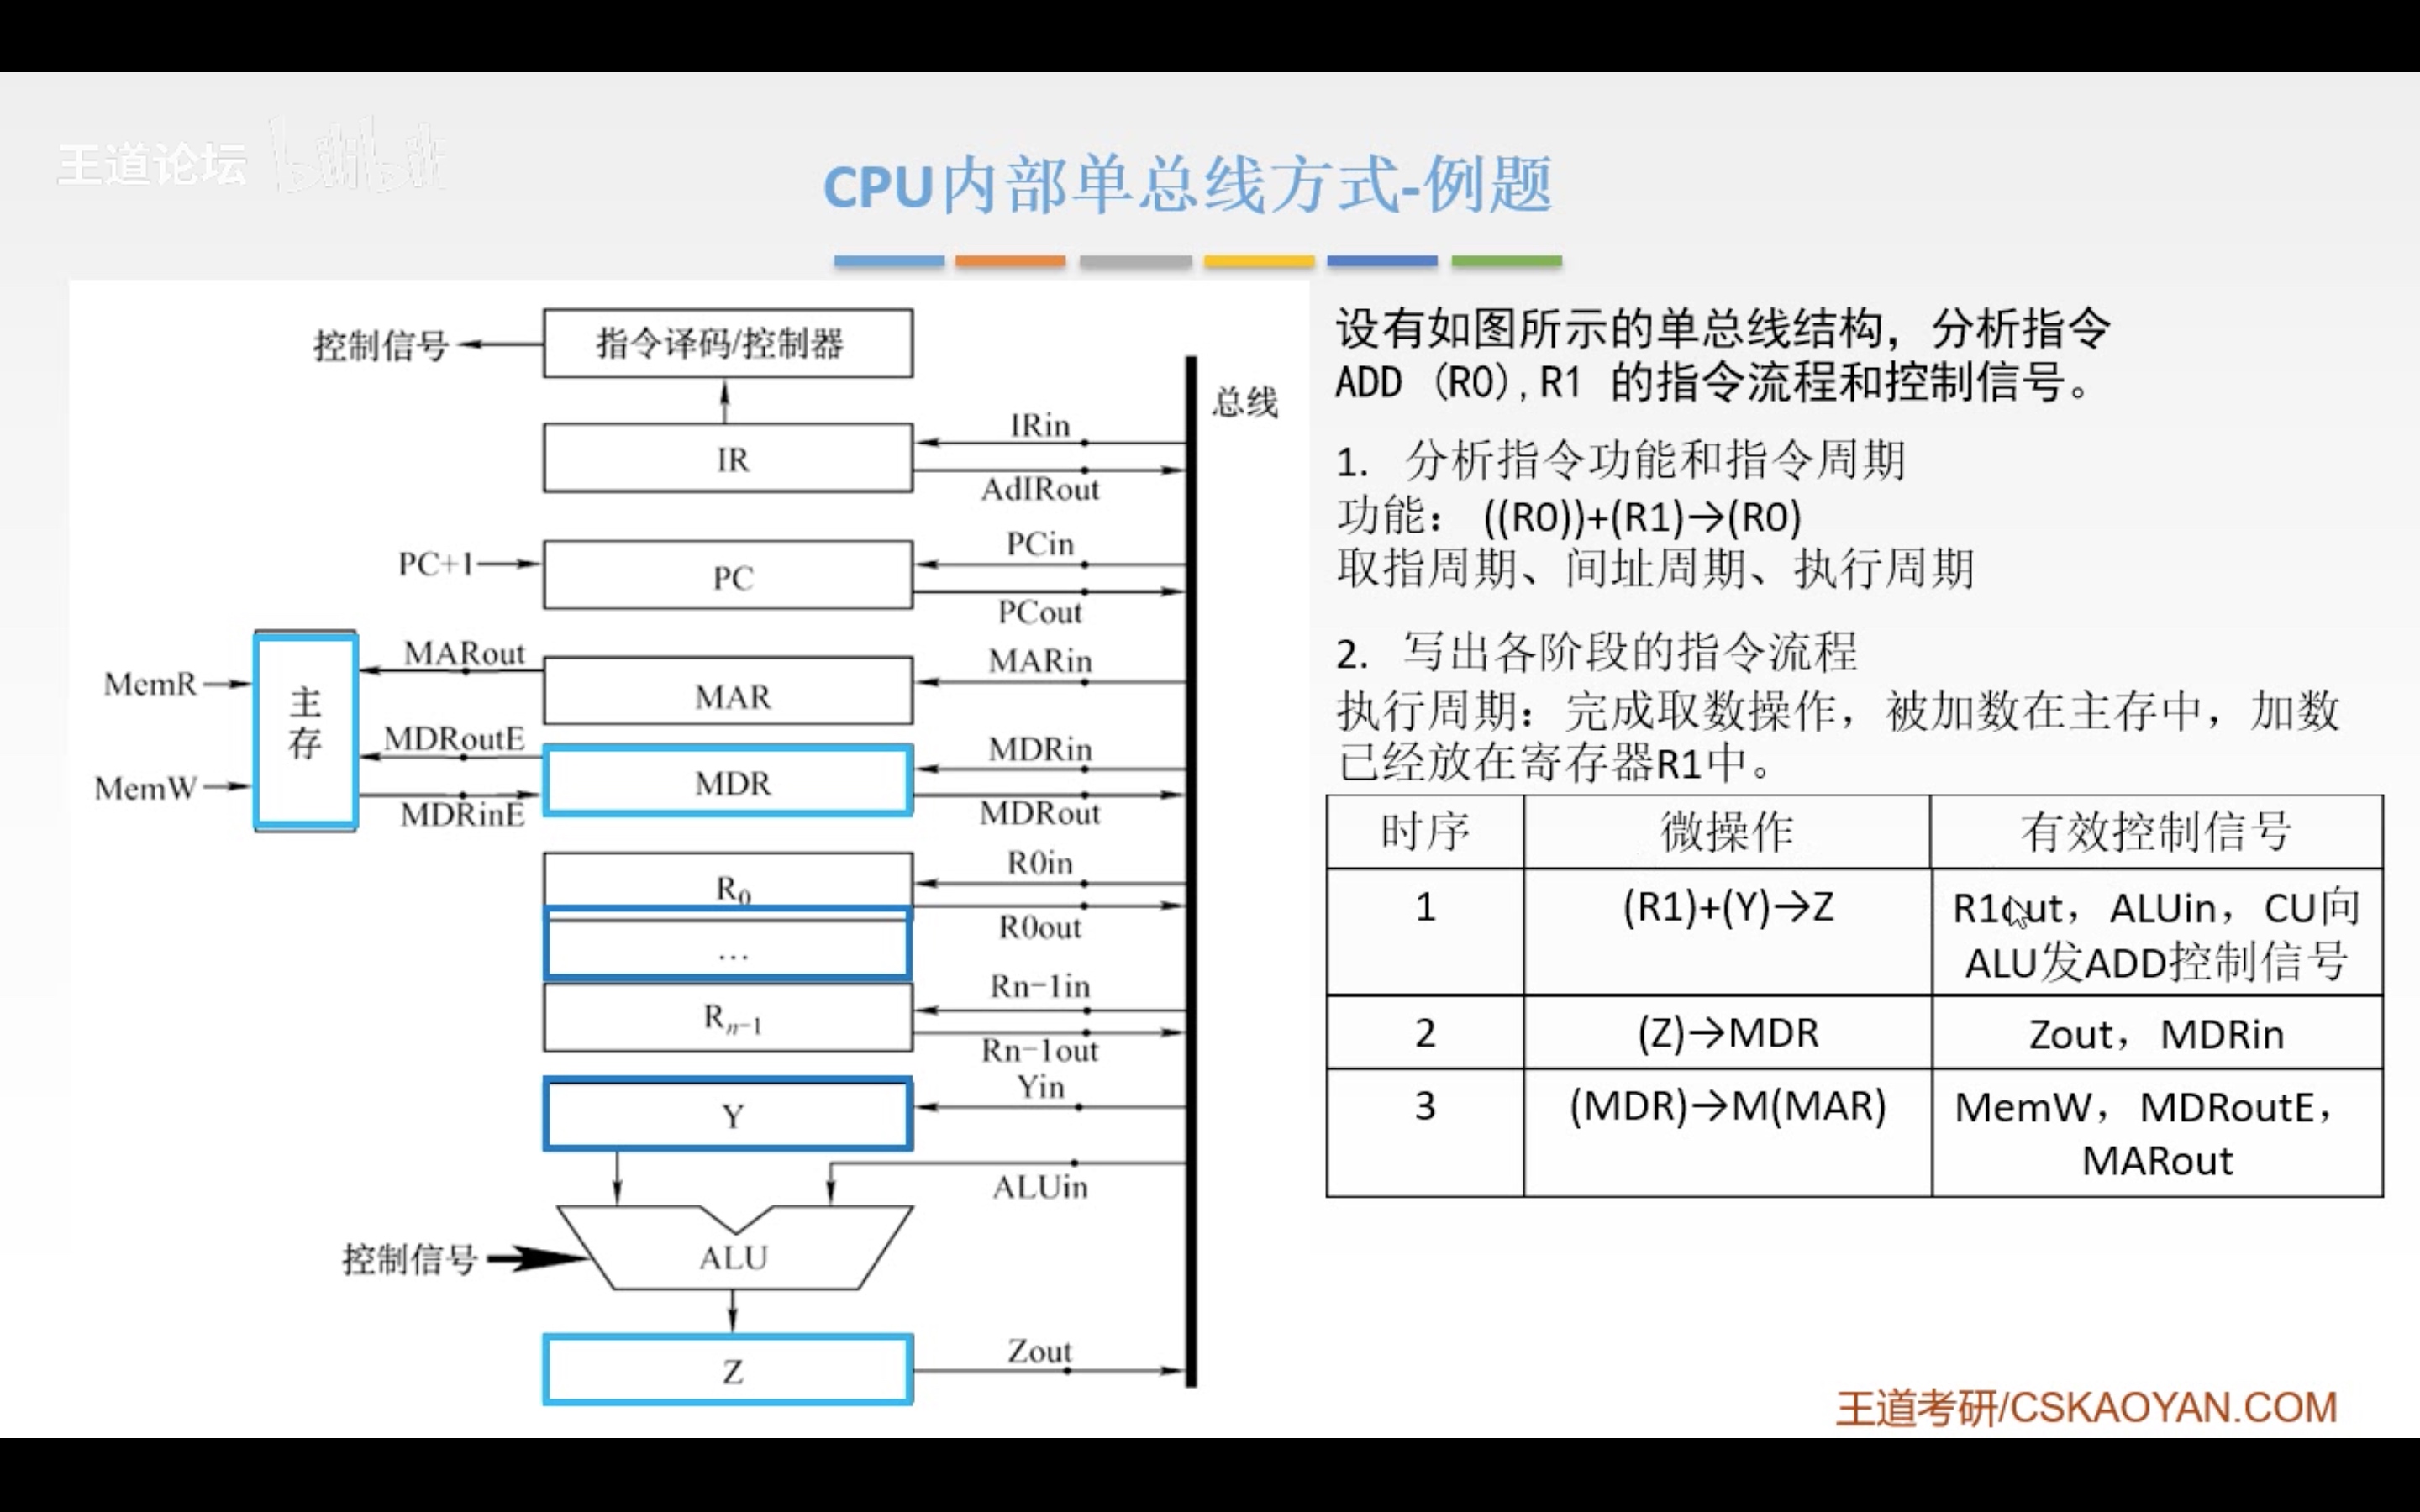 王道论坛 bilibili
CPU内部单总线方式-例题
控制信号
指令译码/控制器
总线
IRin
IR
AdIRout
PCin
PC+1
PC
PCout
MARout
MARin
MemR
主存
MAR
MDRoutE
MDRin
MemW
MDR
MDRinE
MDRout
R0in
R0
R0out
…
Rn-1in
Rn-1
Rn-1out
Yin
Y
ALUin
控制信号
ALU
Zout
Z
设有如图所示的单总线结构，分析指令
ADD (R0),R1 的指令流程和控制信号。
1. 分析指令功能和指令周期
功能： ((R0))+(R1)→(R0)
取指周期、间址周期、执行周期
2. 写出各阶段的指令流程
执行周期：完成取数操作，被加数在主存中，加数
已经放在寄存器R1中。
时序 微操作 有效控制信号
1 (R1)+(Y)→Z R1out，ALUin，CU向
ALU发ADD控制信号
2 (Z)→MDR Zout，MDRin
3 (MDR)→M(MAR) MemW，MDRoutE，
MARout
王道考研/CSKAOYAN.COM